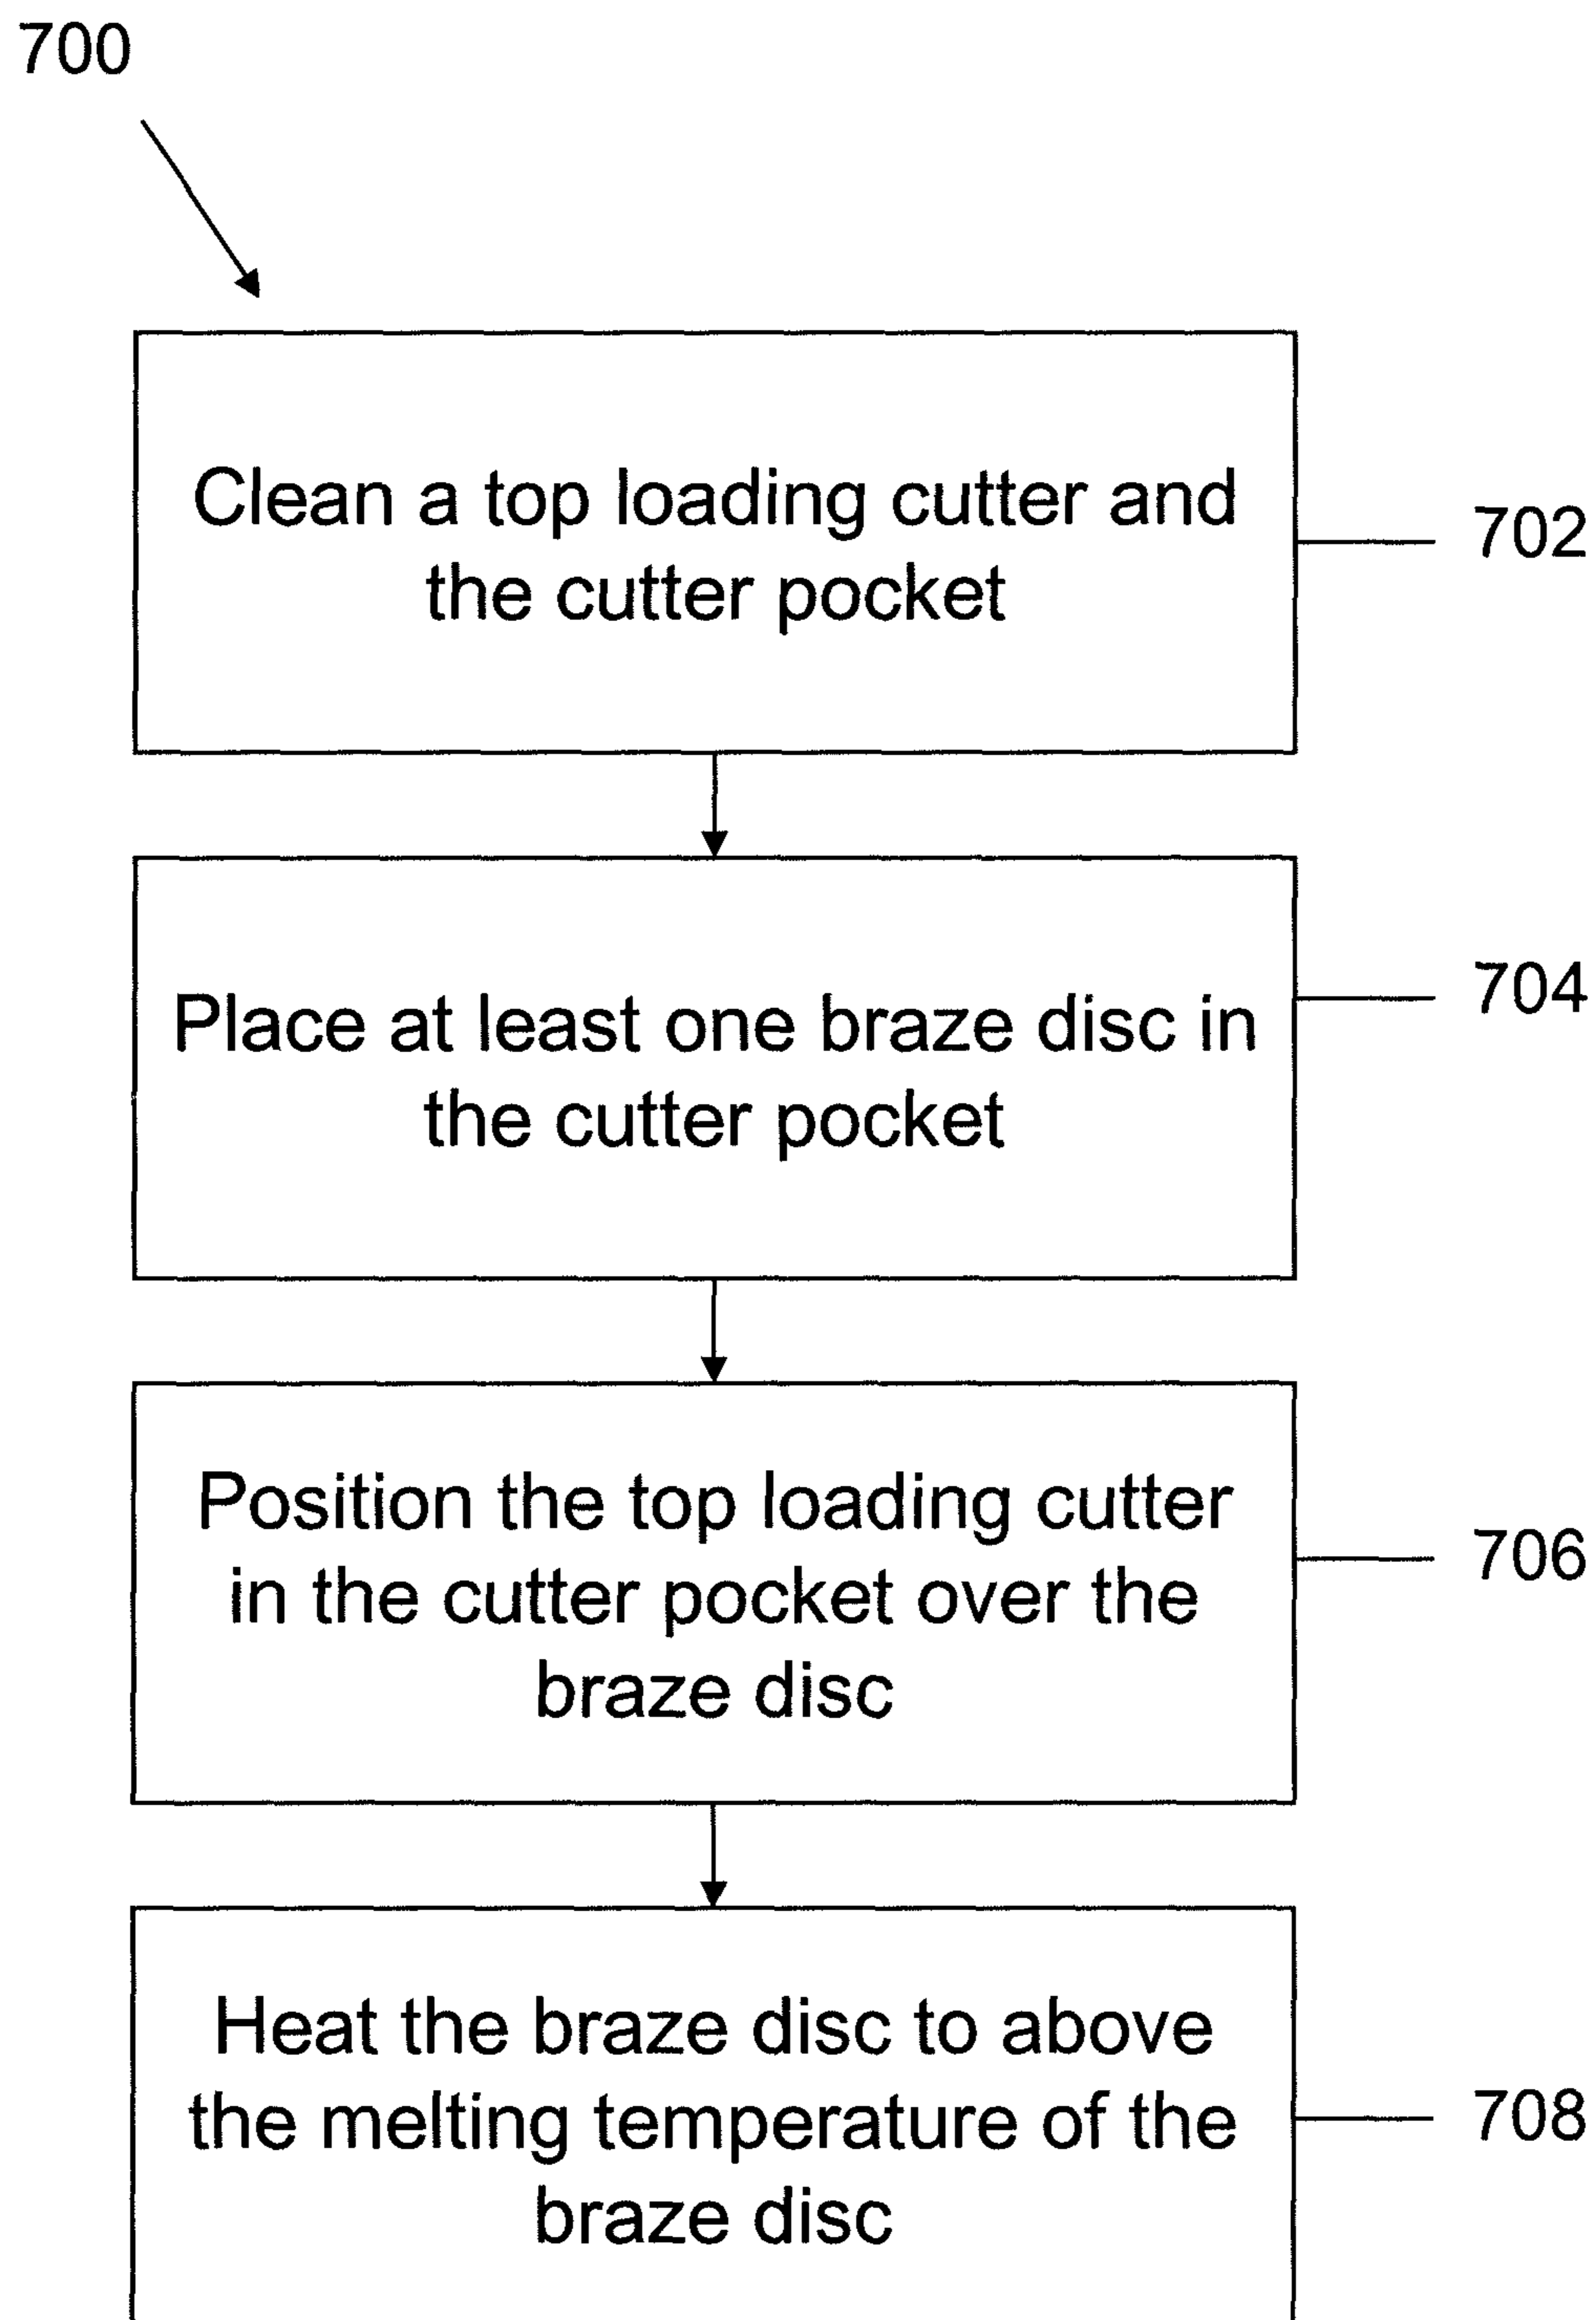 700
Clean a top loading cutter and
the cutter pocket
702
Place at least one braze disc in
the cutter pocket
704
Position the top loading cutter
in the cutter pocket over the
braze disc
706
Heat the braze disc to above
the melting temperature of the
braze disc
708